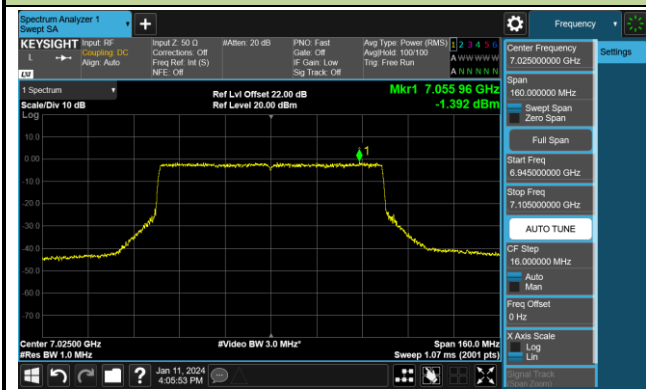 Spectrum Analyzer 1
Swept SA
+
Frequency
KEYSIGHT
L
Input: RF
Coupling: DC
Align: Auto
Input Z: 50 Ω
Corrections: Off
Freq Ref: Int (S)
NFE: Off
#Atten: 20 dB
PNO: Fast
Gate: Off
IF Gain: Low
Sig Track: Off
Avg Type: Power (RMS)
Avg|Hold: 100/100
Trig: Free Run
1 2 3 4 5 6
A W W W W W
A N N N N N
1 Spectrum
Scale/Div 10 dB
Log
Ref Lvl Offset 22.00 dB
Ref Level 20.00 dBm
Mkr1 7.055 96 GHz
-1.392 dBm
1
10.0
0.00
-10.0
-20.0
-30.0
-40.0
-50.0
-60.0
-70.0
Center 7.02500 GHz
#Res BW 1.0 MHz
#Video BW 3.0 MHz*
Span 160.0 MHz
Sweep 1.07 ms (2001 pts)
Center Frequency
7.025000000 GHz
Settings
Span
160.000000 MHz
Swept Span
Zero Span
Full Span
Start Freq
6.945000000 GHz
Stop Freq
7.105000000 GHz
AUTO TUNE
CF Step
16.000000 MHz
Auto
Man
Freq Offset
0 Hz
X Axis Scale
Log
Lin
Signal Track
(Span Zoom)
?
Jan 11, 2024
4:05:53 PM